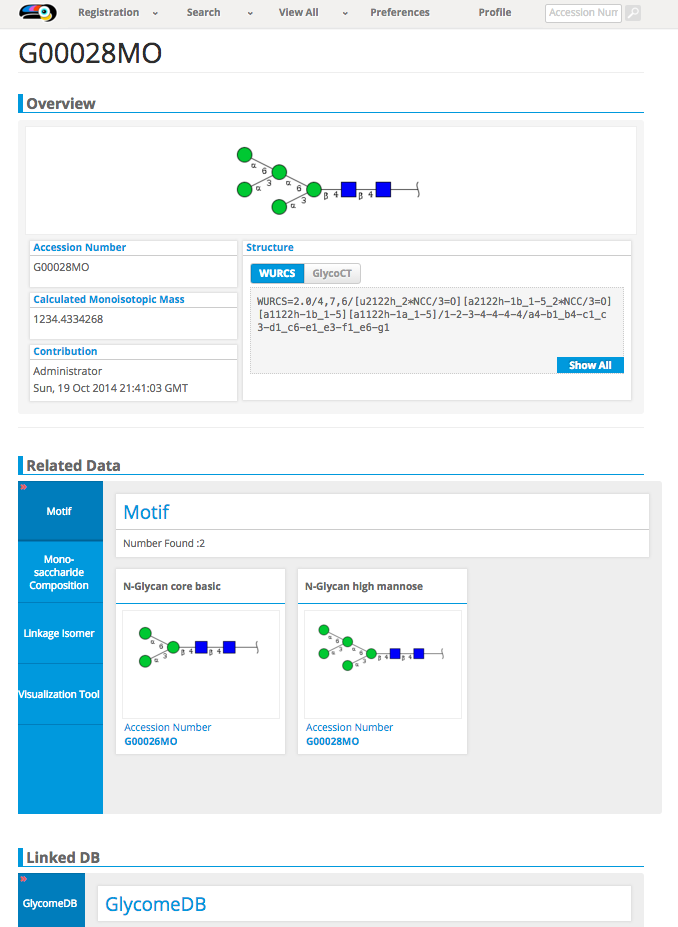 Registration Search View All Preferences Profile Accession Num
G00028MO
Overview
α 6 α 3 α 6 α 3 β 4 β 4
Accession Number
G00028MO
Calculated Monoisotopic Mass
1234.4334268
Contribution
Administrator
Sun, 19 Oct 2014 21:41:03 GMT
Structure
WURCS GlycoCT
WURCS=2.0/4,7,6/[u2122h_2*NCC/3=O][a2122h-1b_1-5_2*NCC/3=O]
[a1122h-1b_1-5][a1122h-1a_1-5]/1-2-3-4-4-4-4/a4-b1_b4-c1_c
3-d1_c6-e1_e3-f1_e6-g1
Show All
Related Data
Motif
Mono-
saccharide
Composition
Linkage Isomer
Visualization Tool
Motif
Number Found :2
N-Glycan core basic
α 6 α 3 β 4 β 4
Accession Number
G00026MO
N-Glycan high mannose
α 6 α 3 α 6 α 3 β 4 β 4
Accession Number
G00028MO
Linked DB
GlycomeDB
GlycomeDB